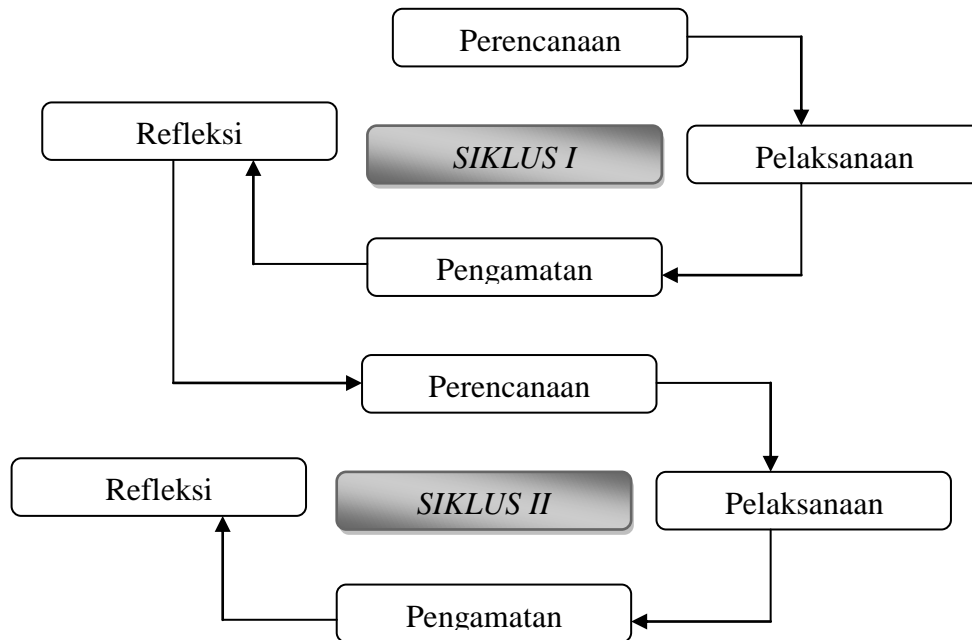 Perencanaan
Refleksi
SIKLUS I
Pelaksanaan
Pengamatan
Perencanaan
Refleksi
SIKLUS II
Pelaksanaan
Pengamatan